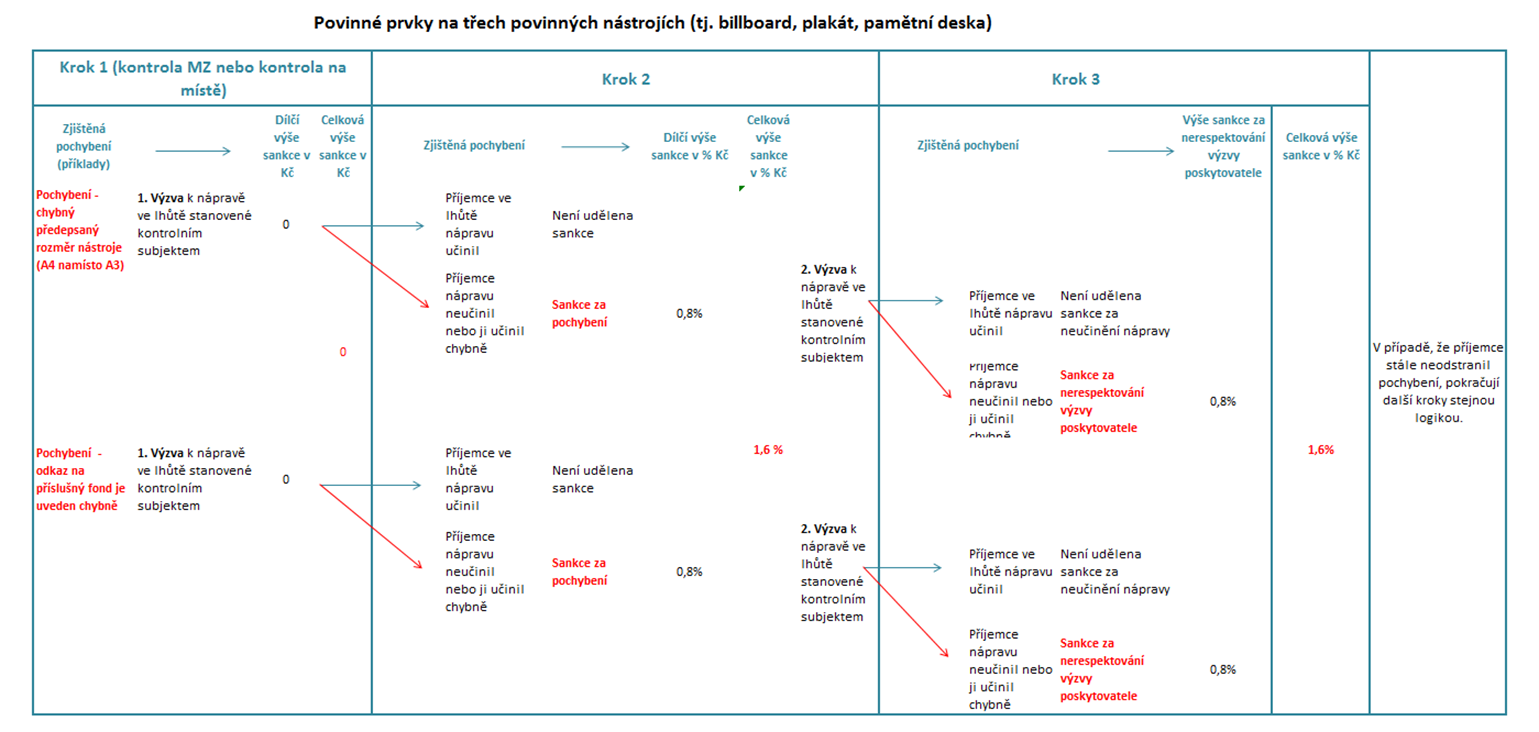 Povinné prvky na třech povinných nástrojích (tj. billboard, plakát, pamětní deska)
Krok 1 (kontrola MZ nebo kontrola na
místě)
Krok 2
Krok 3
Zjištěná
pochybení
(příklady)
Dílčí
výše
sankce v
Kč
Celková
výše
sankce v
Kč
Zjištěná pochybení
Dílčí výše
sankce v % Kč
Celková
výše
sankce
v % Kč
Zjištěná pochybení
Výše sankce za
nerespektování
výzvy
poskytovatele
Celková výše
sankce v % Kč
Pochybení -
chybný
předepsaný
rozměr nástroje
(A4 namísto A3)
1. Výzva k nápravě
ve lhůtě stanovené
kontrolním
subjektem
0
Příjemce ve
lhůtě
nápravu
učinil
Není udělena
sankce
Příjemce
nápravu
neučinil
nebo ji učinil
chybně
Sankce za
pochybení
0,8%
2. Výzva k
nápravě ve
lhůtě
stanovené
kontrolním
subjektem
Příjemce ve
lhůtě nápravu
učinil
Není udělena
sankce za
neučinění nápravy
Příjemce
nápravu
neučinil nebo
ji učinil
chybně
Sankce za
nerespektování
výzvy
poskytovatele
0,8%
0
V případě, že příjemce
stále neodstranil
pochybení, pokračují
další kroky stejnou
logikou.
1,6 %
1,6%
Pochybení -
odkaz na
příslušný fond je
uveden chybně
1. Výzva k nápravě
ve lhůtě stanovené
kontrolním
subjektem
0
Příjemce ve
lhůtě
nápravu
učinil
Není udělena
sankce
Příjemce
nápravu
neučinil
nebo ji učinil
chybně
Sankce za
pochybení
0,8%
2. Výzva k
nápravě ve
lhůtě
stanovené
kontrolním
subjektem
Příjemce ve
lhůtě nápravu
učinil
Není udělena
sankce za
neučinění nápravy
Příjemce
nápravu
neučinil nebo
ji učinil
chybně
Sankce za
nerespektování
výzvy
poskytovatele
0,8%